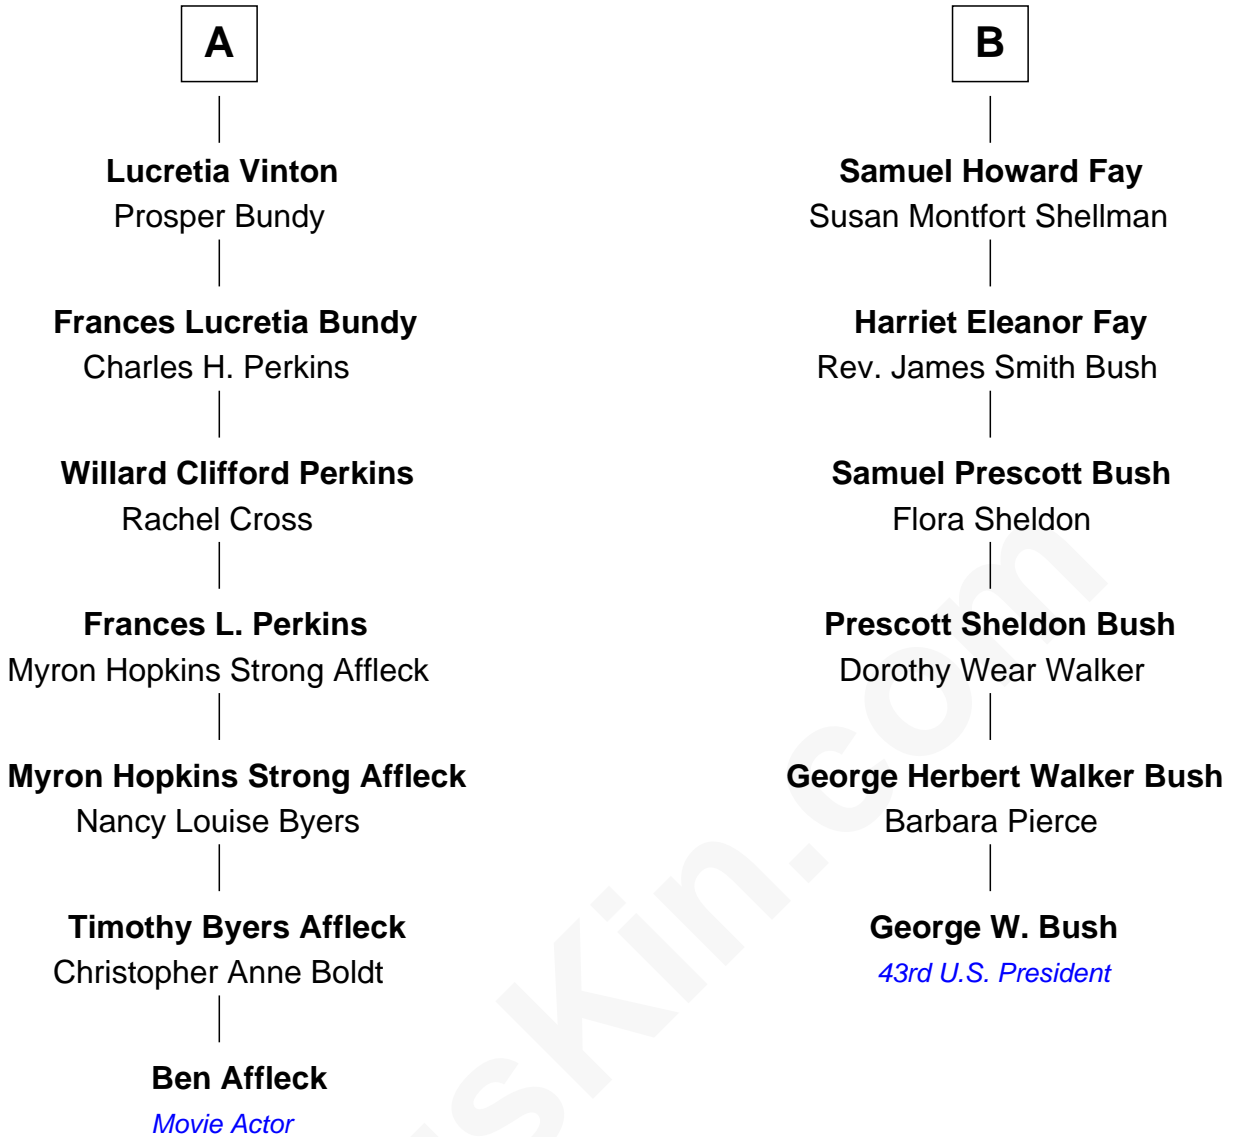 A
B
Lucretia Vinton
Prosper Bundy
Samuel Howard Fay
Susan Montfort Shellman
Frances Lucretia Bundy
Charles H. Perkins
Harriet Eleanor Fay
Rev. James Smith Bush
Willard Clifford Perkins
Rachel Cross
Samuel Prescott Bush
Flora Sheldon
Frances L. Perkins
Myron Hopkins Strong Affleck
Prescott Sheldon Bush
Dorothy Wear Walker
Myron Hopkins Strong Affleck
Nancy Louise Byers
George Herbert Walker Bush
Barbara Pierce
Timothy Byers Affleck
Christopher Anne Boldt
George W. Bush
43rd U.S. President
Ben Affleck
Movie Actor
sKin.com